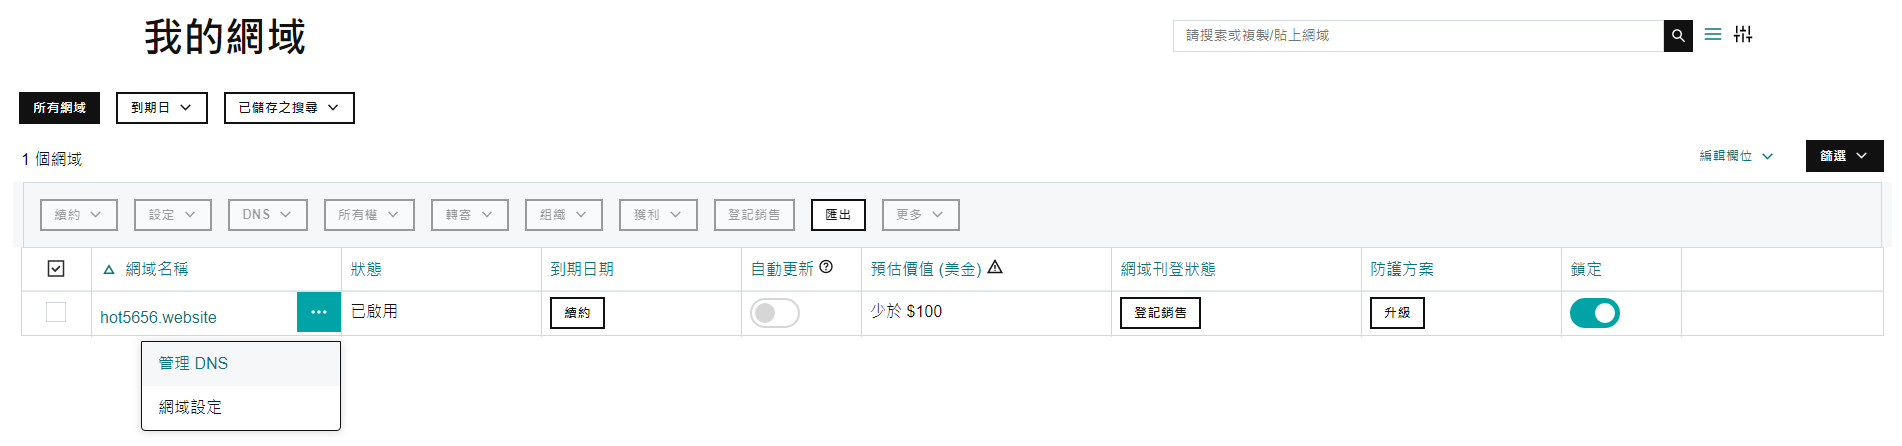 我的網域
請搜索或複製/貼上網域
所有網域 到期日 已儲存之搜尋
1 個網域 編輯欄位 篩選
續約 設定 DNS 所有權 轉寄 组織 獲利 登記銷售 匯出 更多
網域名稱 狀態 到期日期 自動更新 預估價值 (美金) 網域刊登狀態 防護方案 鎖定
hot5656.website ... 已啟用 續約 少於 $100 登記銷售 升級
管理 DNS
網域設定